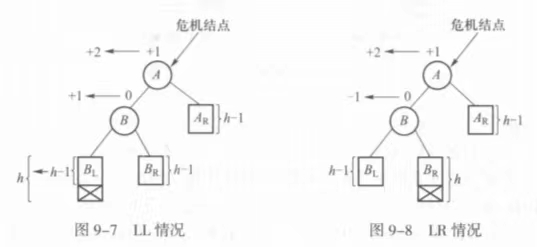 危机结点
+2 +1
A
+1 0
B
A_R h-1
h h-1 B_L B_R h-1
图 9-7 LL 情况
危机结点
+2 +1
A
-1 0
B
A_R h-1
h-1 B_L B_R h
图 9-8 LR 情况